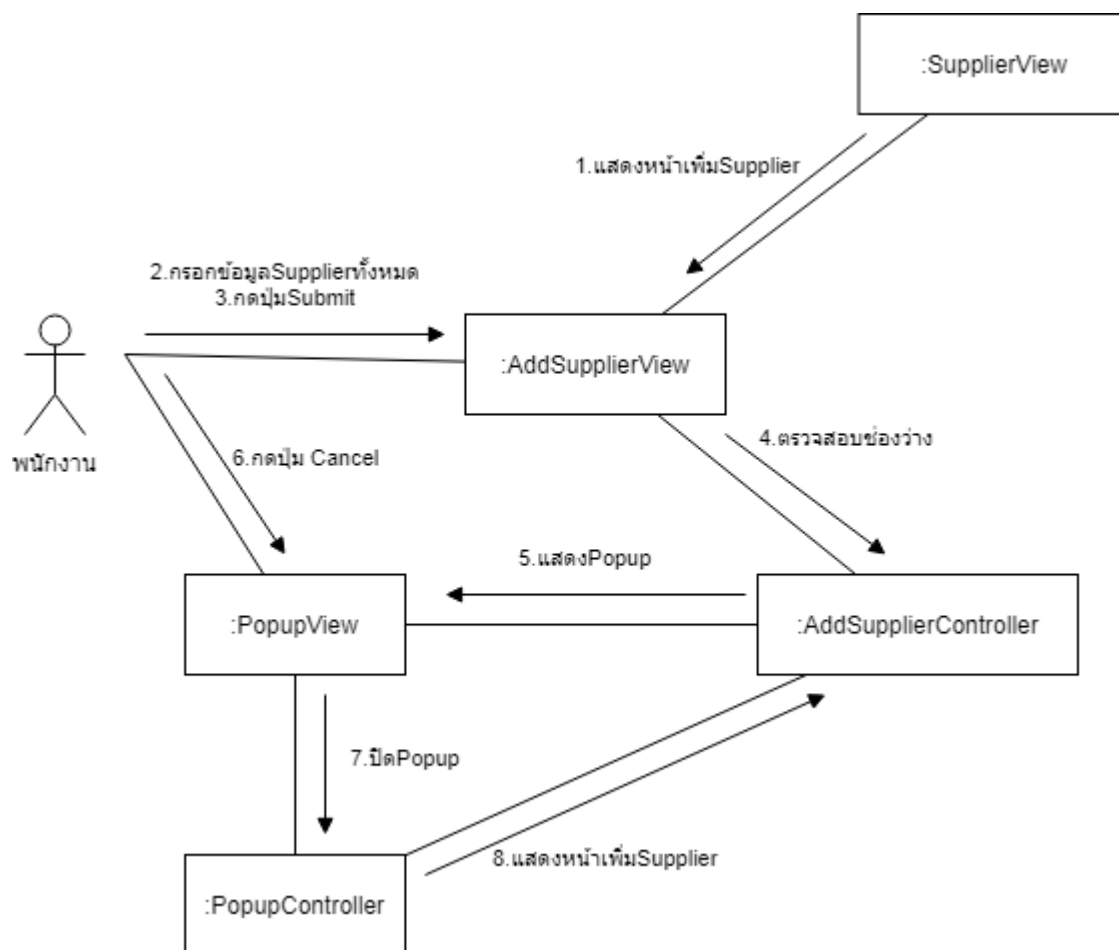 :SupplierView
1.แสดงหน้าเพิ่มSupplier
2.กรอกข้อมูลSupplierทั้งหมด
3.กดปุ่มSubmit
:AddSupplierView
พนักงาน
6.กดปุ่ม Cancel
4.ตรวจสอบช่องว่าง
5.แสดงPopup
:PopupView
:AddSupplierController
7.ปิดPopup
8.แสดงหน้าเพิ่มSupplier
:PopupController